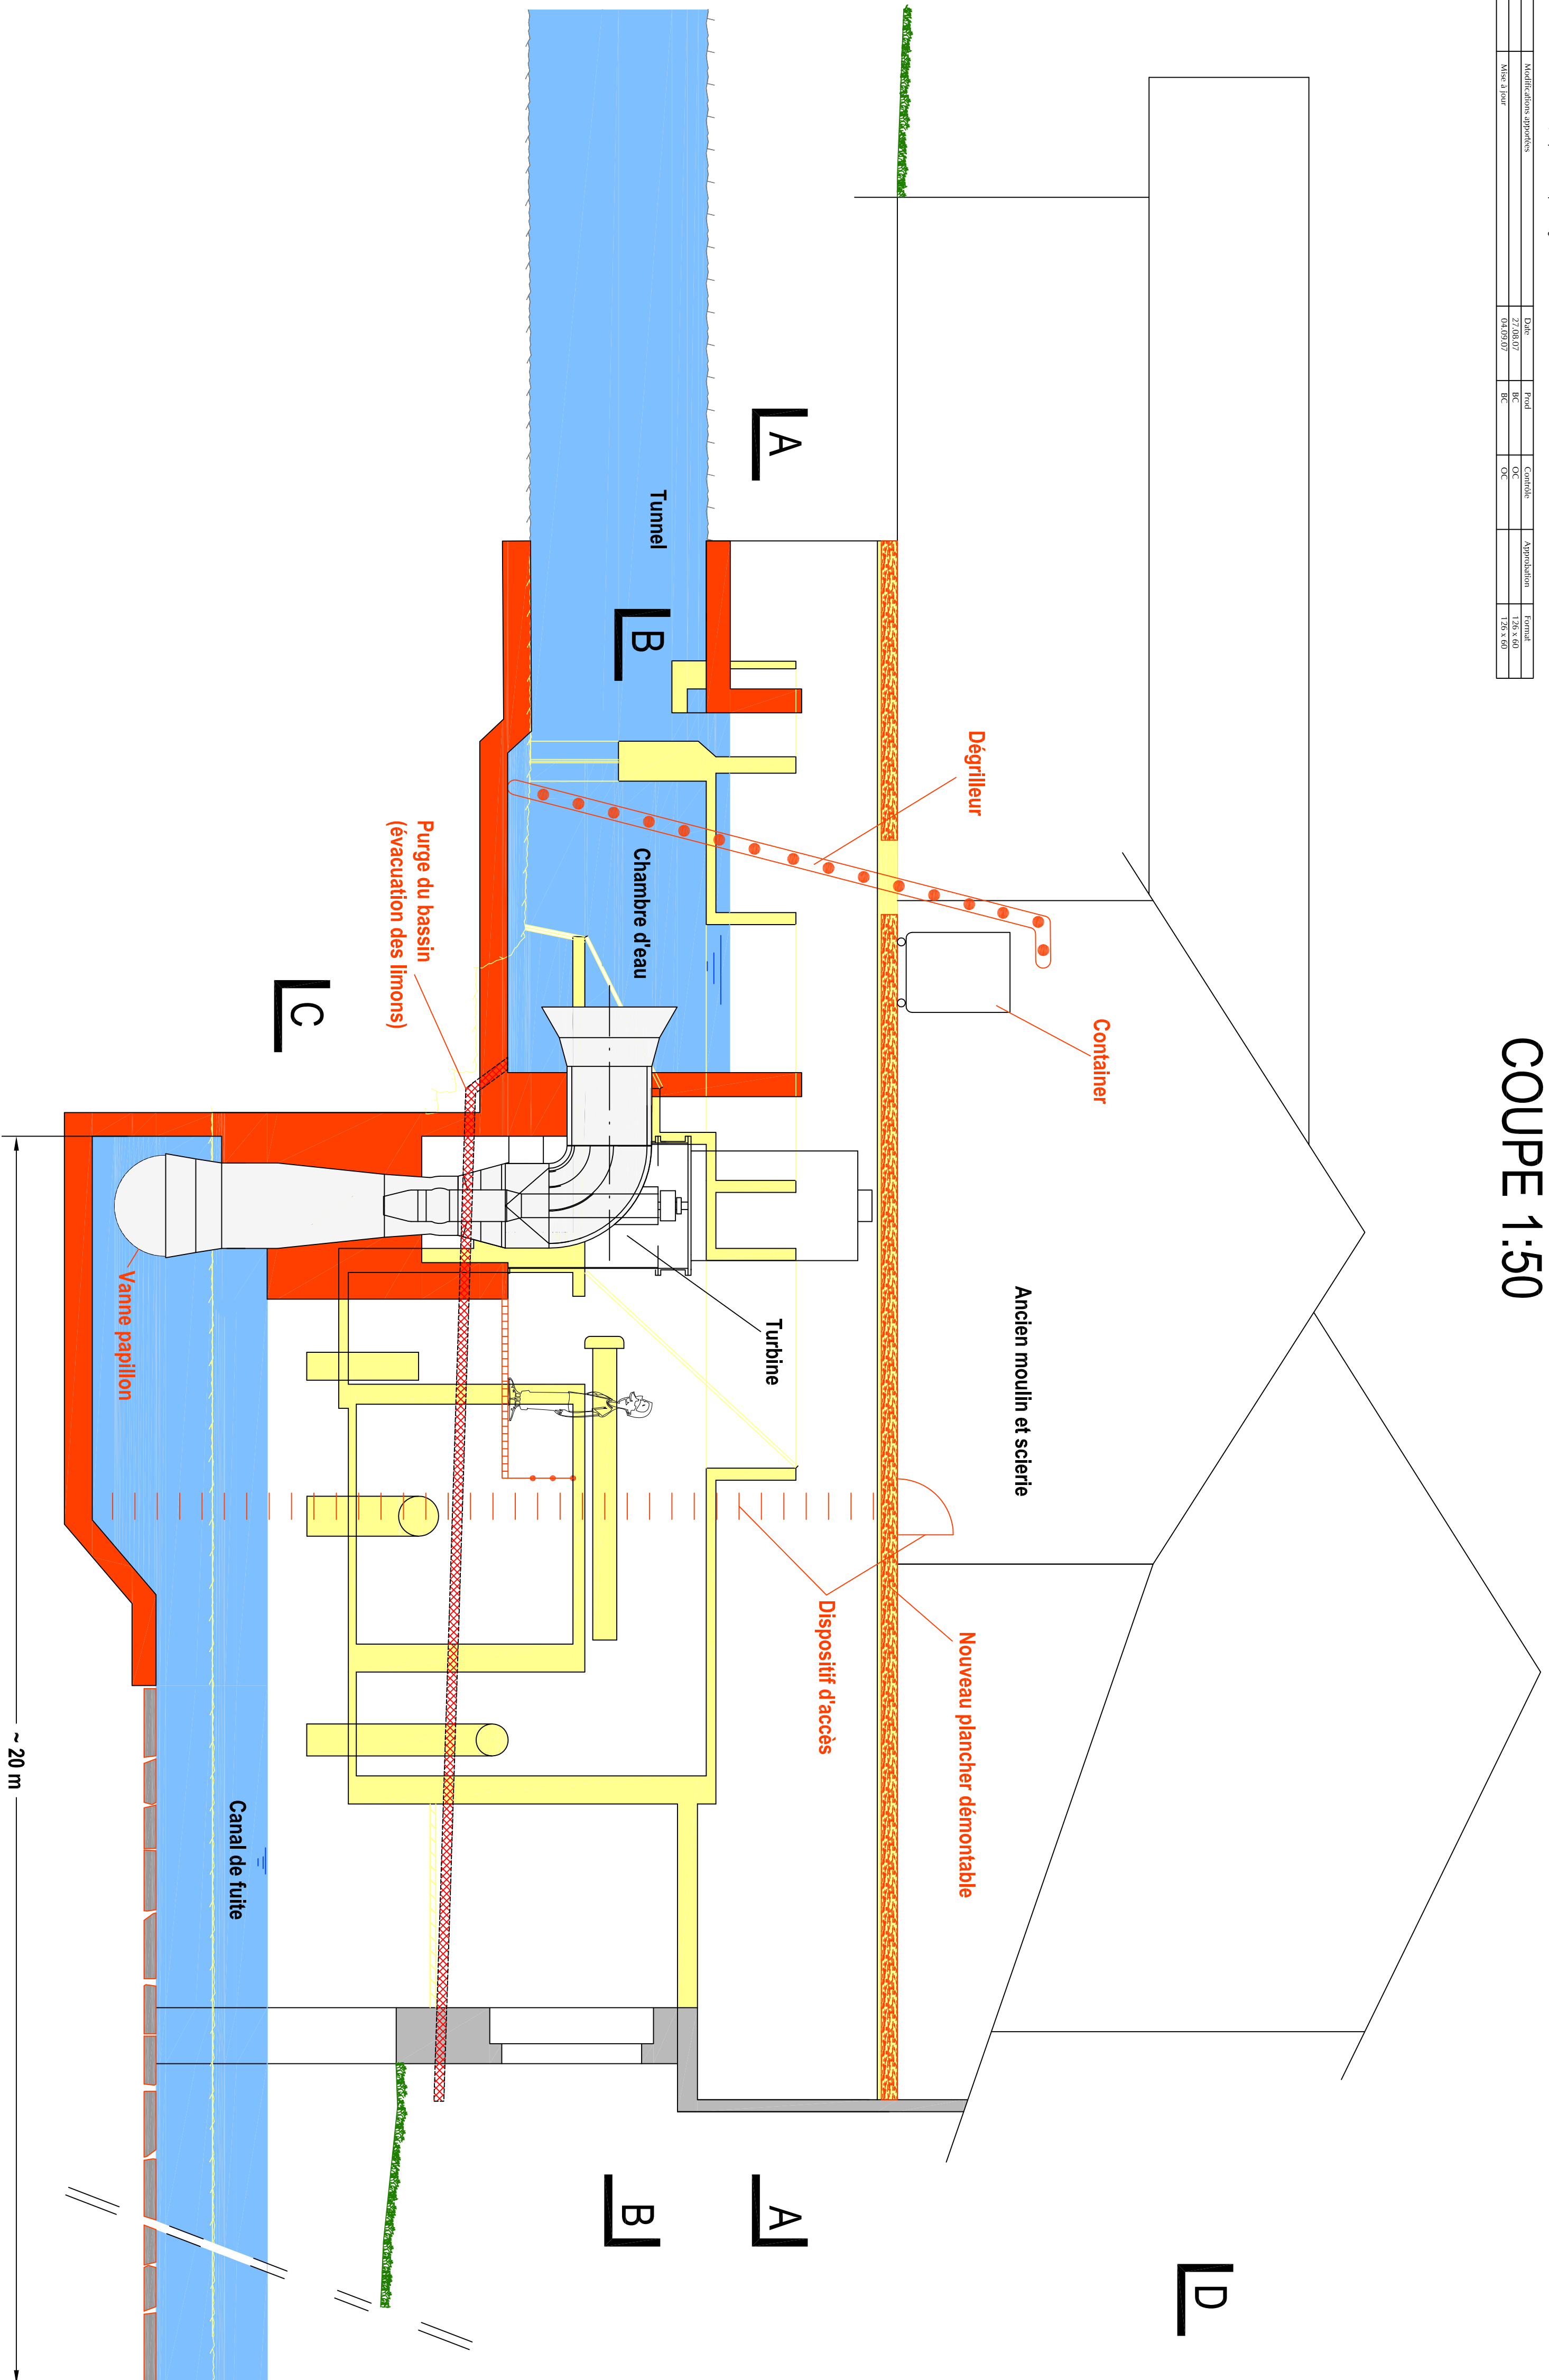 COUPE 1:50
Modifications apportées Date Prod Contrôle Approbation Format
27.08.07 BC OC 126 x 60
Mise à jour 04.09.07 BC OC 126 x 60
D
Container
Ancien moulin et scierie
Dégrilleur
Nouveau plancher démontable
Dispositif d'accès
A
A
Turbine
Tunnel
B
Chambre d'eau
B
Purge du bassin
(évacuation des limons)
C
Canal de fuite
Vanne papillon
~ 20 m